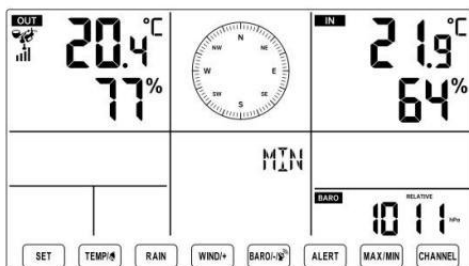 OUT
20.4°C
77%
N
NW NE
W E
SW SE
S
IN
21.9°C
64%
MIN
BARO RELATIVE
1011 hPa
SET TEMP/ RAIN WIND/+ BARO/-/ ALERT MAX/MIN CHANNEL